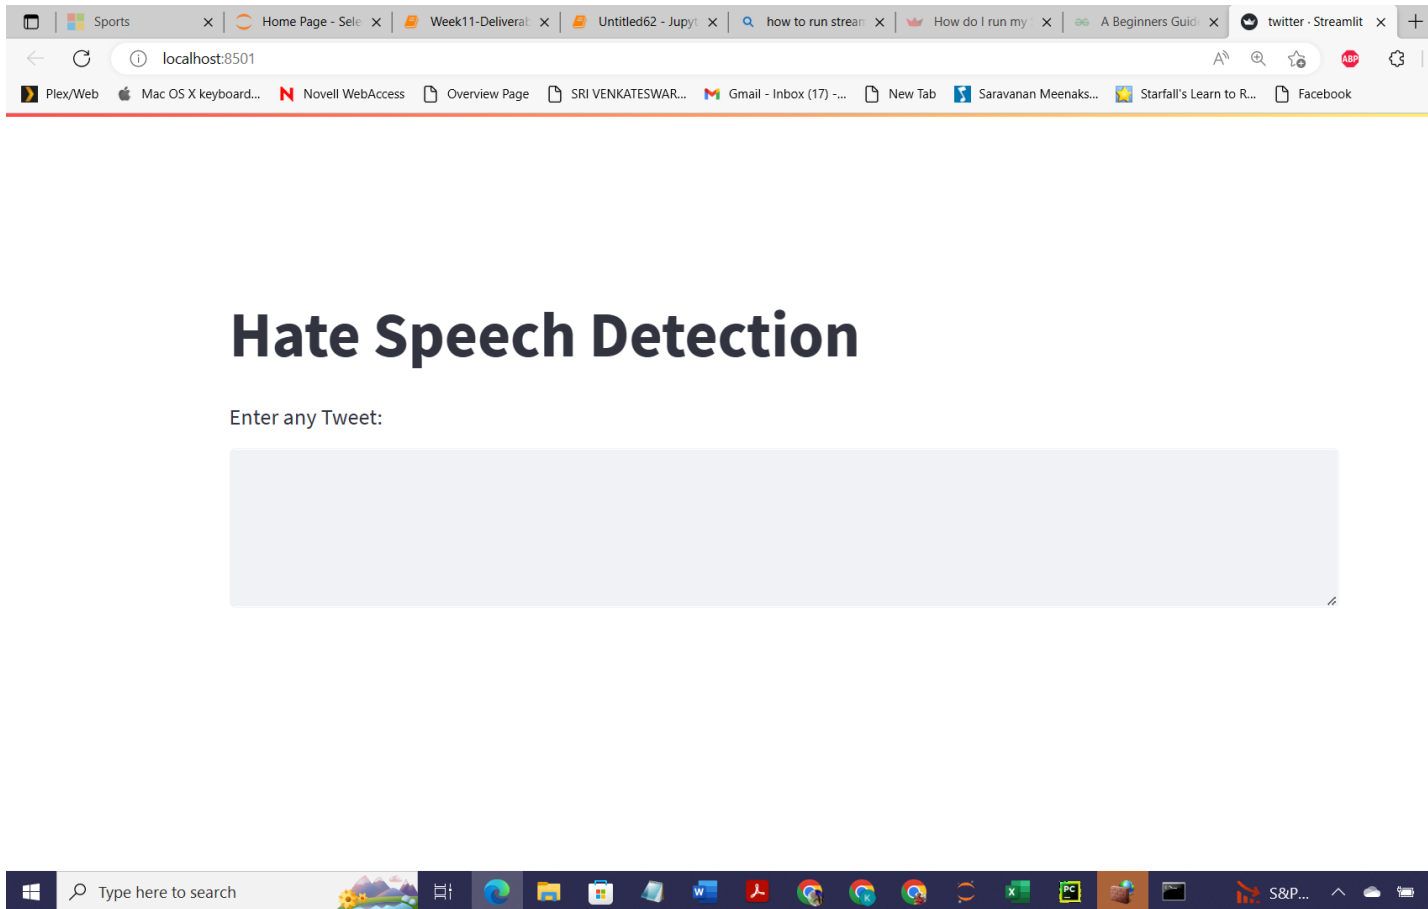 Sports Home Page - Sele Week11-Deliverab Untitled62 - Jupyt how to run stream How do I run my A Beginners Guid twitter · Streamlit
localhost:8501 A ABP
Plex/Web Mac OS X keyboard... N Novell WebAccess Overview Page SRI VENKATESWAR... M Gmail - Inbox (17) -... New Tab Saravanan Meenaks... Starfall's Learn to R... Facebook
Hate Speech Detection
Enter any Tweet:
Type here to search W K X PC S&P...